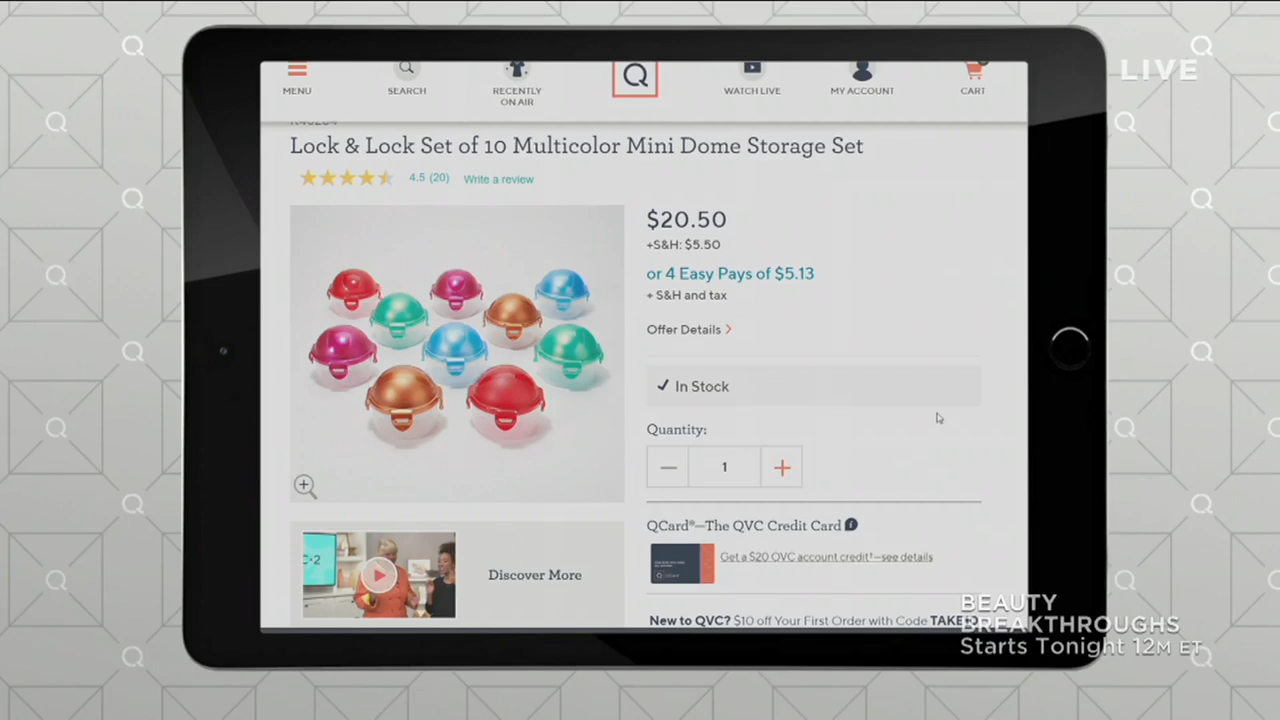 LIVE
MENU
SEARCH
RECENTLY
ON AIR
Q
WATCH LIVE
MY ACCOUNT
CART
Lock & Lock Set of 10 Multicolor Mini Dome Storage Set
4.5 (20) Write a review
$20.50
+S&H: $5.50
or 4 Easy Pays of $5.13
+ S&H and tax
Offer Details >
In Stock
Quantity:
1
QCard®—The QVC Credit Card
Get a $20 QVC account credit†—see details
C-2
Discover More
New to QVC? $10 off Your First Order with Code
BEAUTY
BREAKTHROUGHS
Starts Tonight 12M ET